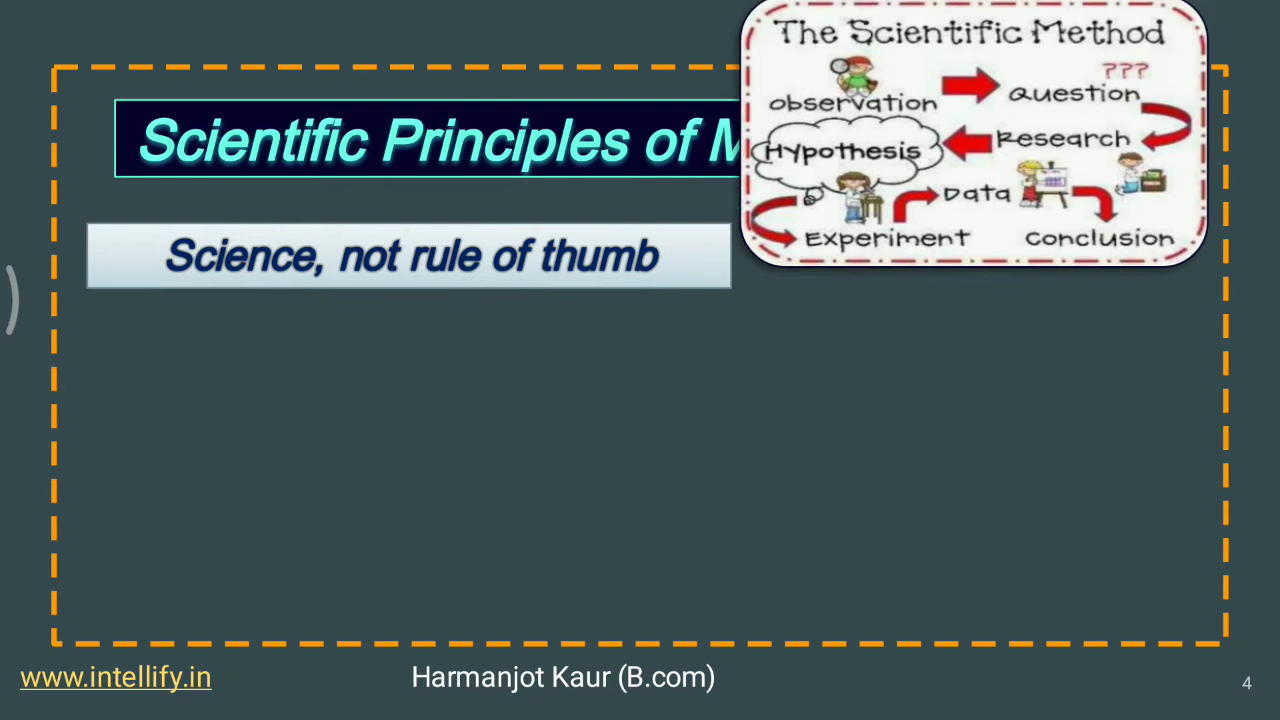 Scientific Principles of M
Science, not rule of thumb
The Scientific Method
???
observation
Question
Research
Hypothesis
Data
Experiment
Conclusion
www.intellify.in
Harmanjot Kaur (B.com)
4